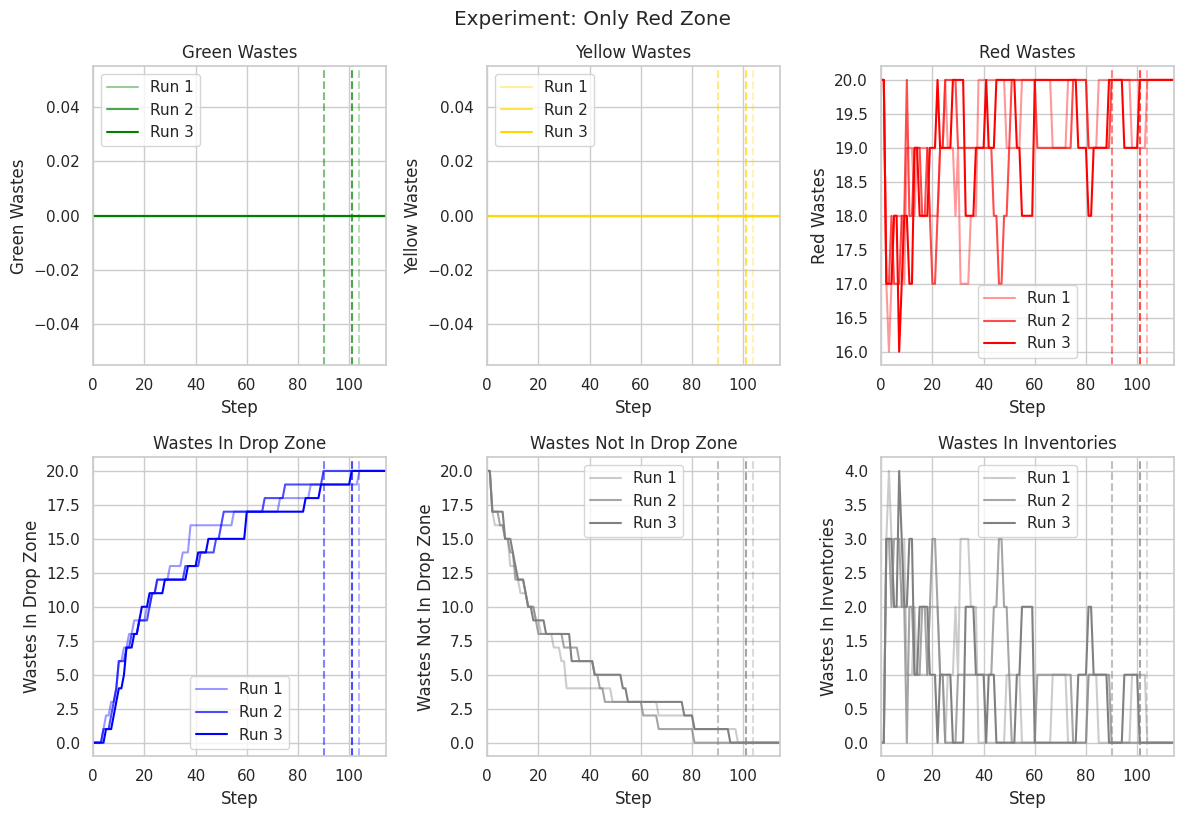 Experiment: Only Red Zone
Green Wastes
Green Wastes
0.04
0.02
0.00
−0.02
−0.04
Run 1
Run 2
Run 3
0 20 40 60 80 100
Step
Yellow Wastes
Yellow Wastes
0.04
0.02
0.00
−0.02
−0.04
Run 1
Run 2
Run 3
0 20 40 60 80 100
Step
Red Wastes
Red Wastes
20.0
19.5
19.0
18.5
18.0
17.5
17.0
16.5
16.0
Run 1
Run 2
Run 3
0 20 40 60 80 100
Step
Wastes In Drop Zone
Wastes In Drop Zone
20.0
17.5
15.0
12.5
10.0
7.5
5.0
2.5
0.0
Run 1
Run 2
Run 3
0 20 40 60 80 100
Step
Wastes Not In Drop Zone
Wastes Not In Drop Zone
20.0
17.5
15.0
12.5
10.0
7.5
5.0
2.5
0.0
Run 1
Run 2
Run 3
0 20 40 60 80 100
Step
Wastes In Inventories
Wastes In Inventories
4.0
3.5
3.0
2.5
2.0
1.5
1.0
0.5
0.0
Run 1
Run 2
Run 3
0 20 40 60 80 100
Step